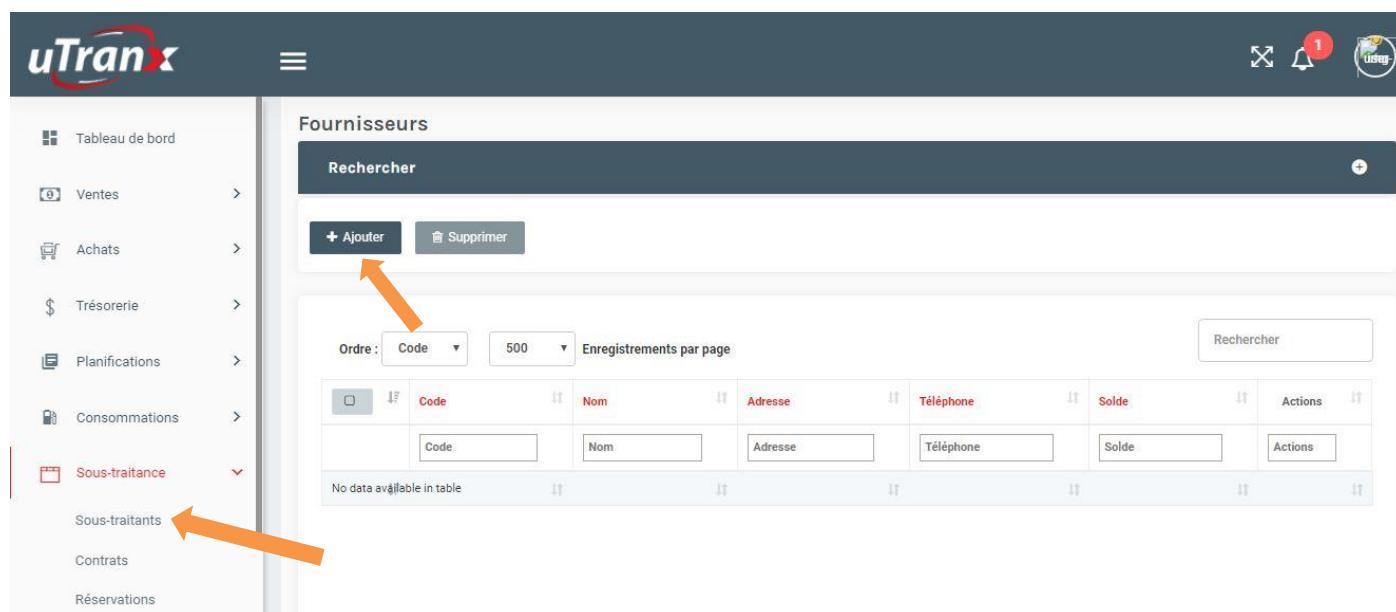 uTranx
1
Tableau de bord
Ventes
Achats
Trésorerie
Planifications
Consommations
Sous-traitance
Sous-traitants
Contrats
Réservations
Fournisseurs
Rechercher
+ Ajouter Supprimer
Ordre : Code 500 Enregistrements par page Rechercher
Code Nom Adresse Téléphone Solde Actions
Code Nom Adresse Téléphone Solde Actions
No data available in table